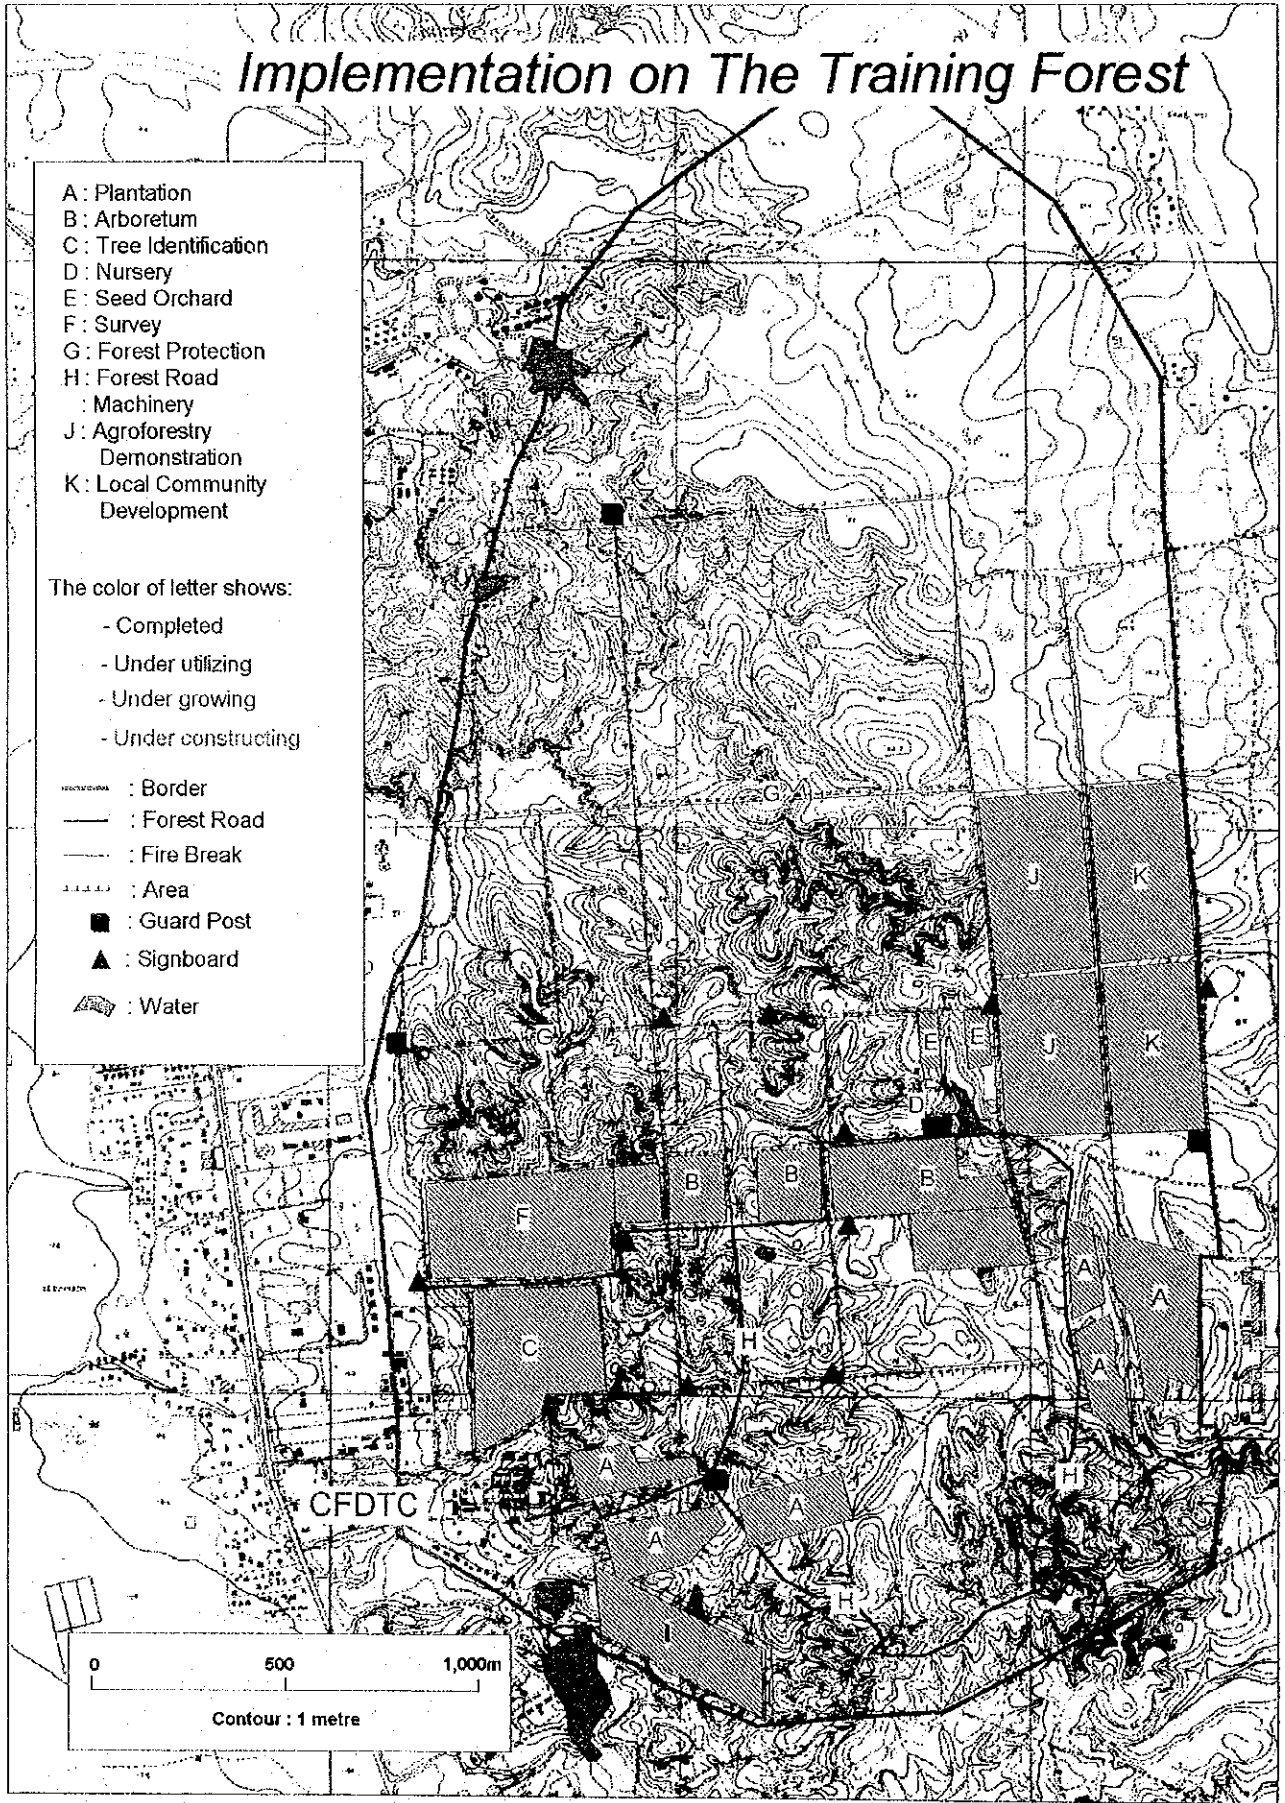 Implementation on The Training Forest
A : Plantation
B : Arboretum
C : Tree Identification
D : Nursery
E : Seed Orchard
F : Survey
G : Forest Protection
H : Forest Road
: Machinery
J : Agroforestry
Demonstration
K : Local Community
Development
The color of letter shows:
- Completed
- Under utilizing
- Under growing
- Under constructing
: Border
: Forest Road
: Fire Break
: Area
: Guard Post
: Signboard
: Water
G
J
K
G
E
E
J
K
D
B
B
B
F
A
A
C
H
A
A
H
CFDTC
A
A
H
I
0 500 1,000m
Contour : 1 metre